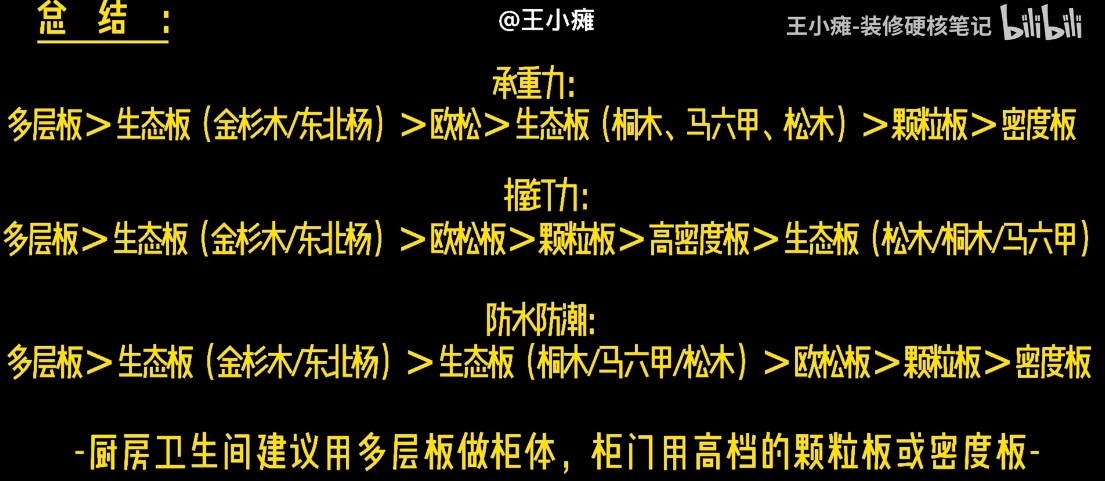 总结：
@王小瘫
王小瘫-装修硬核笔记 bilibili
承重力：
多层板＞生态板（金杉木/东北杨）＞欧松＞生态板（桐木、马六甲、松木）＞颗粒板＞密度板
握钉力：
多层板＞生态板（金杉木/东北杨）＞欧松板＞颗粒板＞高密度板＞生态板（松木/桐木/马六甲）
防水防潮：
多层板＞生态板（金杉木/东北杨）＞生态板（桐木/马六甲/松木）＞欧松板＞颗粒板＞密度板
-厨房卫生间建议用多层板做柜体，柜门用高档的颗粒板或密度板-